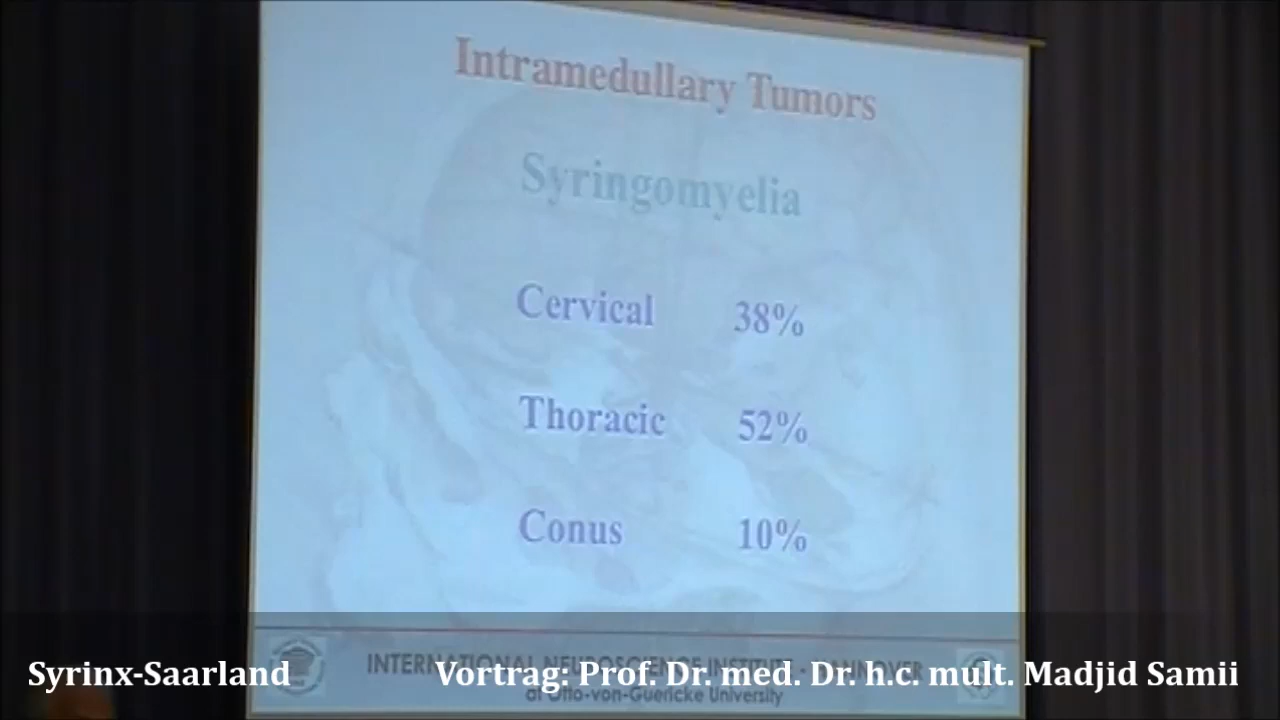 Intramedullary Tumors
Syringomyelia
Cervical 38%
Thoracic 52%
Conus 10%
INTERNATIONAL NEUROSCIENCE INSTITUTE - HANNOVER
at Otto-von-Guericke University
Syrinx-Saarland
Vortrag: Prof. Dr. med. Dr. h.c. mult. Madjid Samii